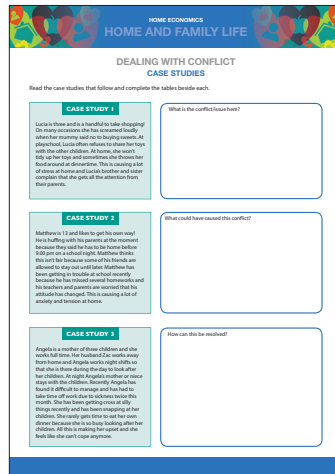 HOME ECONOMICS
HOME AND FAMILY LIFE
DEALING WITH CONFLICT
CASE STUDIES
Read the case studies that follow and complete the tables beside each.
CASE STUDY 1
Lucia is three and is a handful to take shopping!
On many occasions she has screamed loudly
when her mummy said no to buying sweets. At
playschool, Lucia often refuses to share her toys
with the other children. At home, she won't
tidy up her toys and sometimes she throws her
food around at dinnertime. This is causing a lot
of stress at home and Lucia's brother and sister
complain that she gets all the attention from
their parents.
What is the conflict/issue here?
CASE STUDY 2
Matthew is 13 and likes to get his own way!
He is huffing with his parents at the moment
because they said he has to be home before
9.00 pm on a school night. Matthew thinks
this isn't fair because some of his friends are
allowed to stay out until later. Matthew has
been getting in trouble at school recently
because he has missed several homeworks and
his teachers and parents are worried that his
attitude has changed. This is causing a lot of
anxiety and tension at home.
What could have caused this conflict?
CASE STUDY 3
Angela is a mother of three children and she
works full time. Her husband Zac works away
from home and Angela works night shifts so
that she is there during the day to look after
her children. At night Angela's mother or niece
stays with the children. Recently Angela has
found it difficult to manage and has had to
take time off work due to sickness twice this
month. She has been getting cross at silly
things recently and has been snapping at her
children. She rarely gets time to eat her own
dinner because she is so busy looking after her
children. All this is making her upset and she
feels like she can't cope anymore.
How can this be resolved?